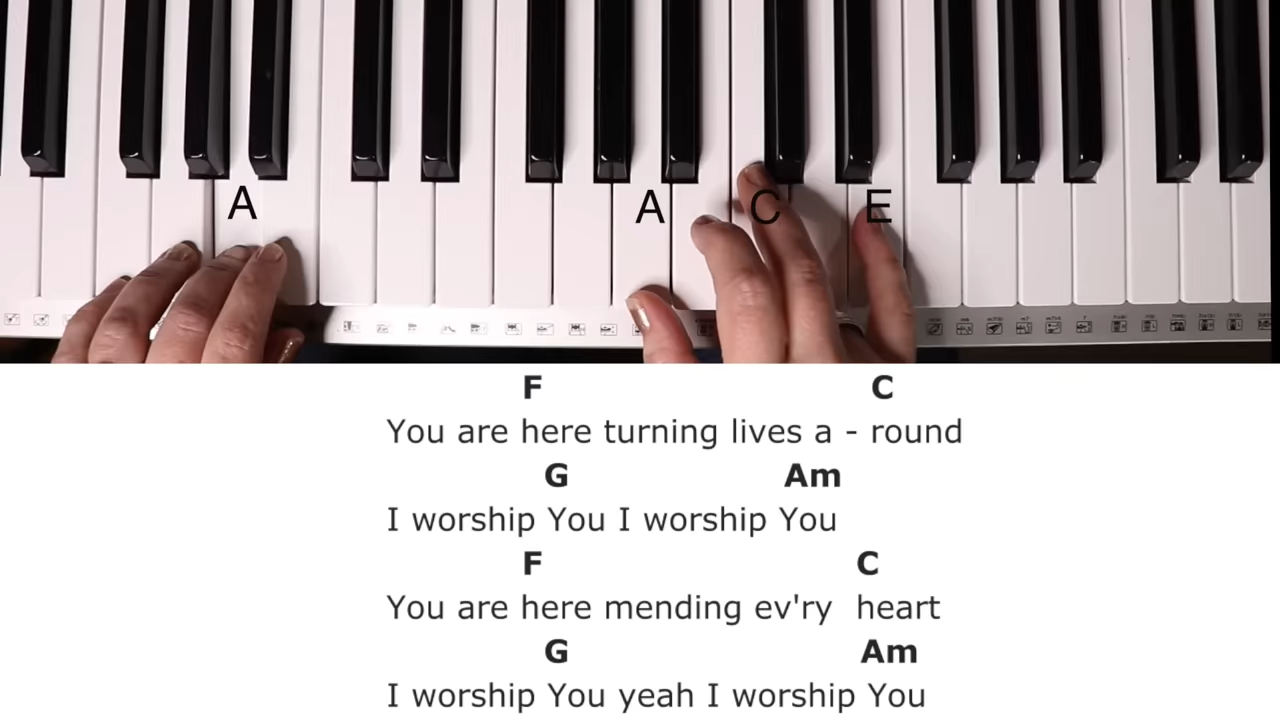 A A C E
F C
You are here turning lives a - round
G Am
I worship You I worship You
F C
You are here mending ev'ry heart
G Am
I worship You yeah I worship You